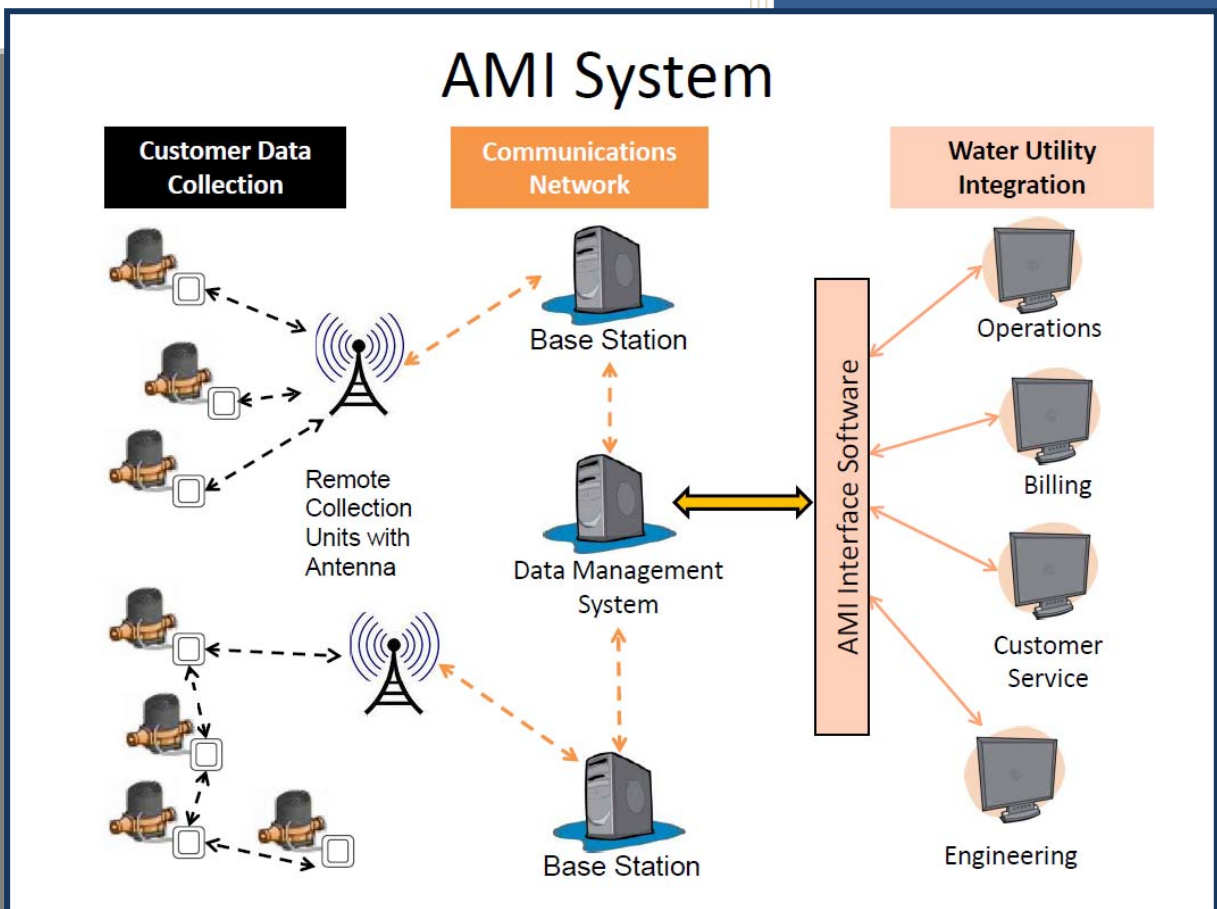 AMI System
Customer Data
Collection
Communications
Network
Water Utility
Integration
Base Station
Operations
Remote
Collection
Units with
Antenna
Data Management
System
AMI Interface Software
Billing
Customer
Service
Base Station
Engineering